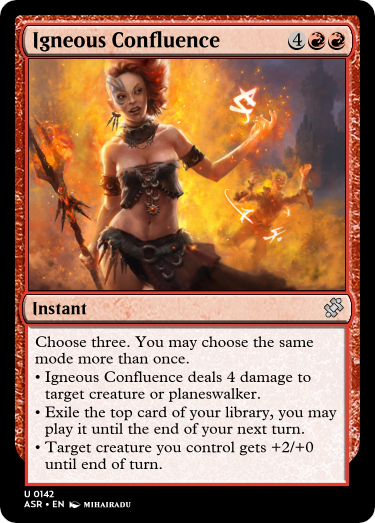 Igneous Confluence 4
Instant
Choose three. You may choose the same
mode more than once.
• Igneous Confluence deals 4 damage to
target creature or planeswalker.
• Exile the top card of your library, you may
play it until the end of your next turn.
• Target creature you control gets +2/+0
until end of turn.
U 0142
ASR • EN MIHAIRADU